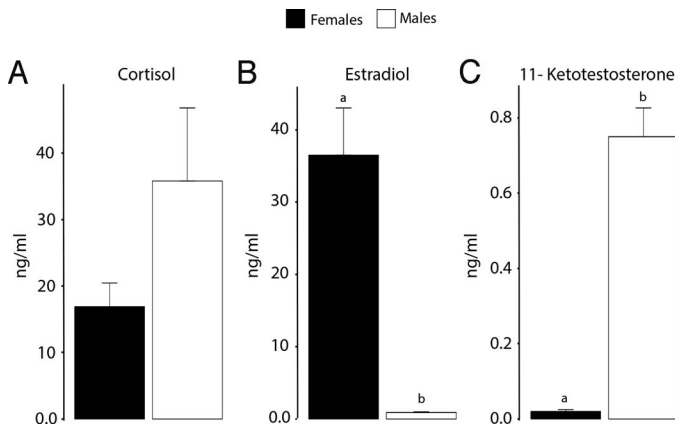 Females Males
A Cortisol
ng/ml
40
30
20
10
0.0
B Estradiol
ng/ml
40
30
20
10
0.0
a
b
C 11- Ketotestosterone
ng/ml
0.8
0.6
0.4
0.2
0.0
a
b